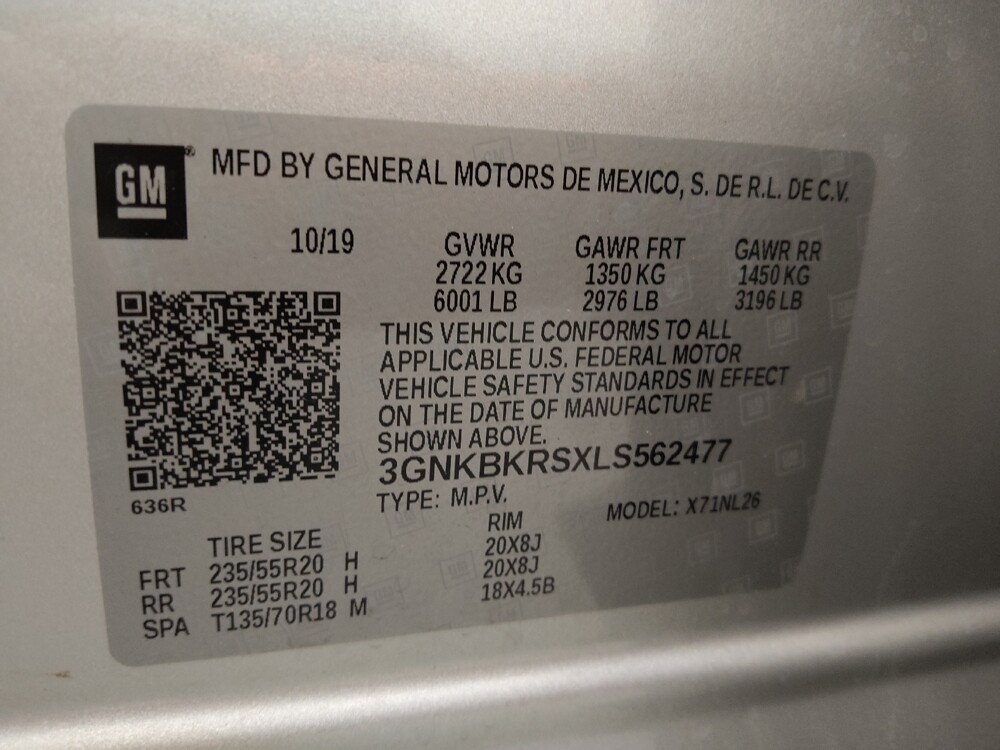 GM® MFD BY GENERAL MOTORS DE MEXICO, S. DE R.L. DE C.V.
10/19 GVWR GAWR FRT GAWR RR
2722 KG 1350 KG 1450 KG
6001 LB 2976 LB 3196 LB
THIS VEHICLE CONFORMS TO ALL
APPLICABLE U.S. FEDERAL MOTOR
VEHICLE SAFETY STANDARDS IN EFFECT
ON THE DATE OF MANUFACTURE
SHOWN ABOVE.
3GNKBKRSXLS562477
636R
TYPE: M.P.V. MODEL: X71NL26
TIRE SIZE RIM
FRT 235/55R20 H 20X8J
RR 235/55R20 H 20X8J
SPA T135/70R18 M 18X4.5B